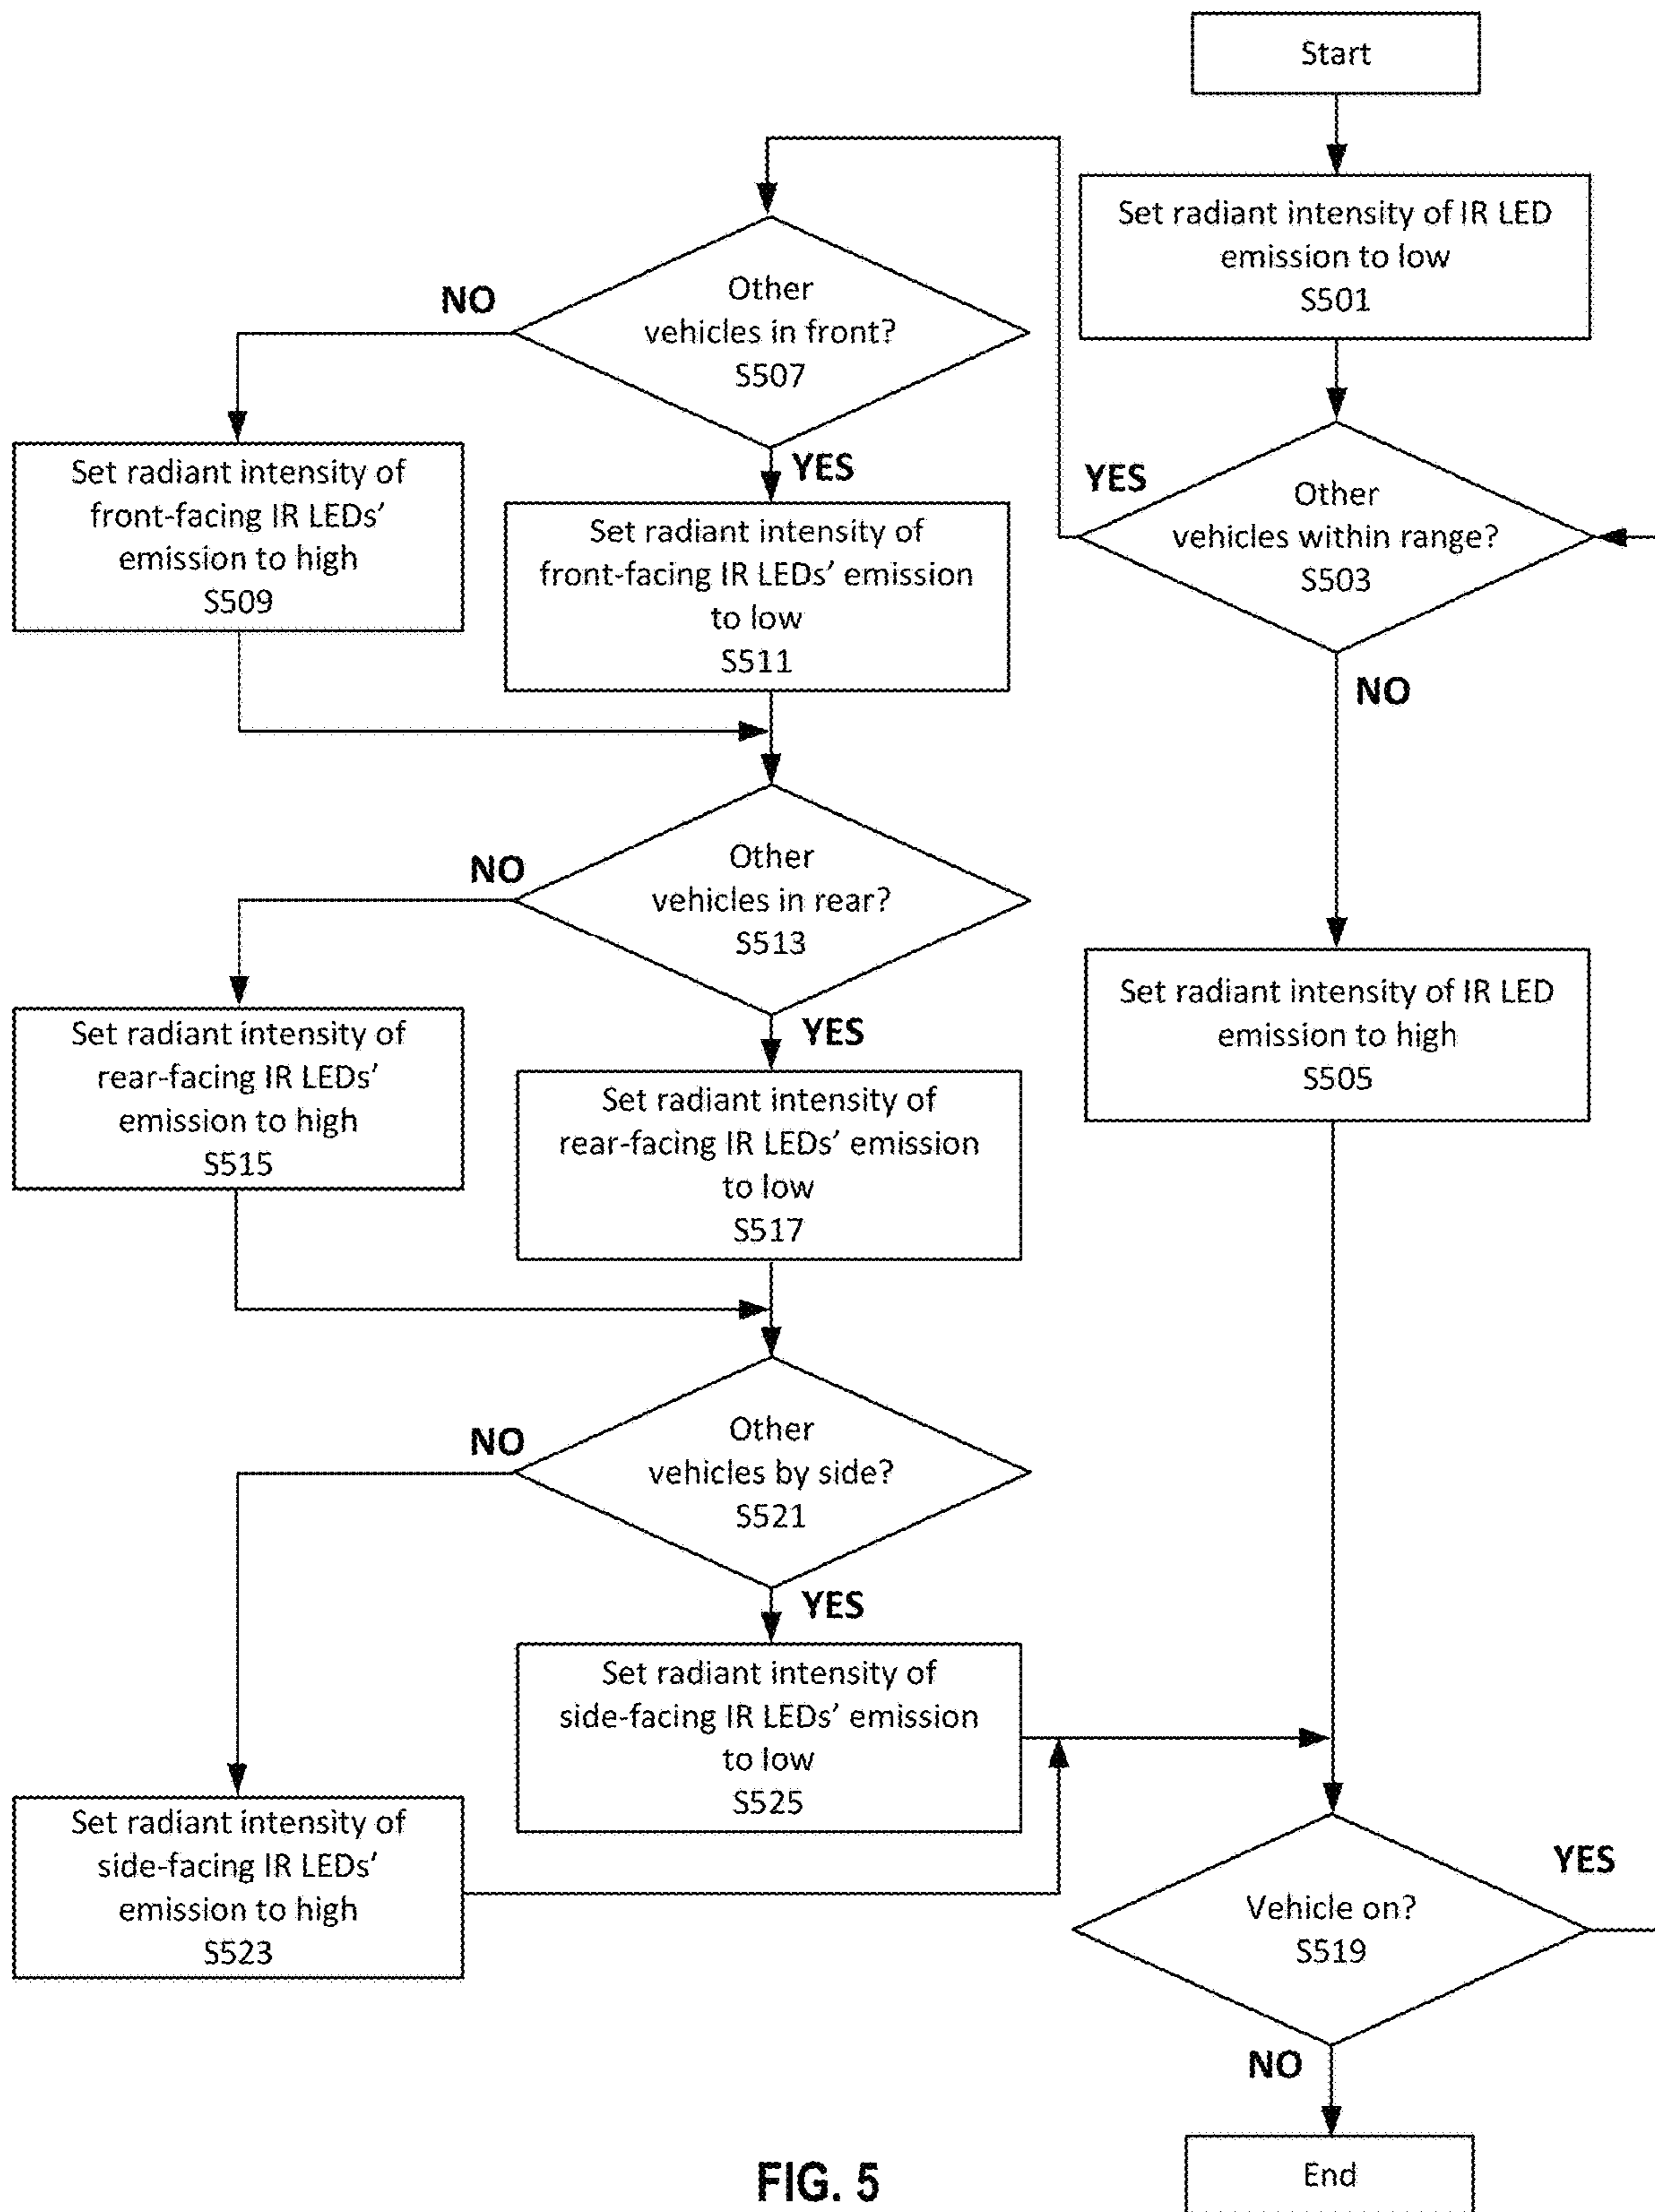 Start
Set radiant intensity of IR LED
emission to low
S501
Other
vehicles within range?
S503
YES
NO
Set radiant intensity of IR LED
emission to high
S505
Other
vehicles in front?
S507
NO
YES
Set radiant intensity of
front-facing IR LEDs’
emission to high
S509
Set radiant intensity of
front-facing IR LEDs’ emission
to low
S511
Other
vehicles in rear?
S513
NO
YES
Set radiant intensity of
rear-facing IR LEDs’
emission to high
S515
Set radiant intensity of
rear-facing IR LEDs’ emission
to low
S517
Other
vehicles by side?
S521
NO
YES
Set radiant intensity of
side-facing IR LEDs’ emission
to low
S525
Set radiant intensity of
side-facing IR LEDs’
emission to high
S523
Vehicle on?
S519
YES
NO
End
FIG. 5